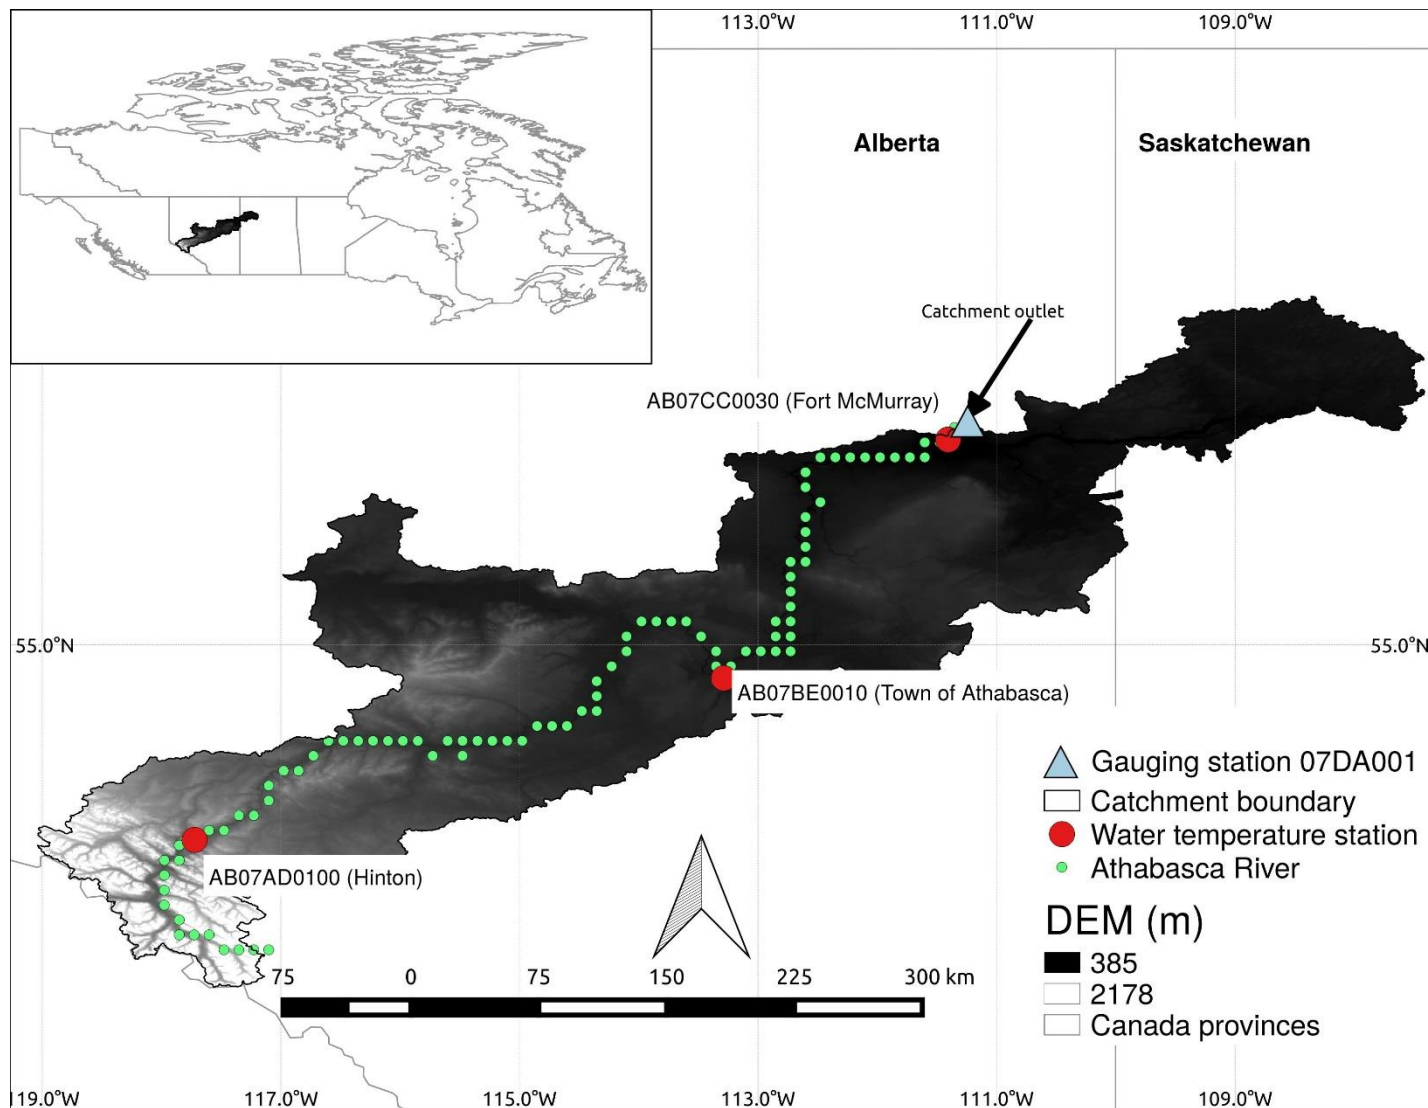 113.0°W
111.0°W
109.0°W
Alberta
Saskatchewan
Catchment outlet
AB07CC0030 (Fort McMurray)
55.0°N
55.0°N
AB07BE0010 (Town of Athabasca)
AB07AD0100 (Hinton)
Gauging station 07DA001
Catchment boundary
Water temperature station
Athabasca River
DEM (m)
385
2178
Canada provinces
75 0 75 150 225 300 km
119.0°W
117.0°W
115.0°W
113.0°W
111.0°W
109.0°W